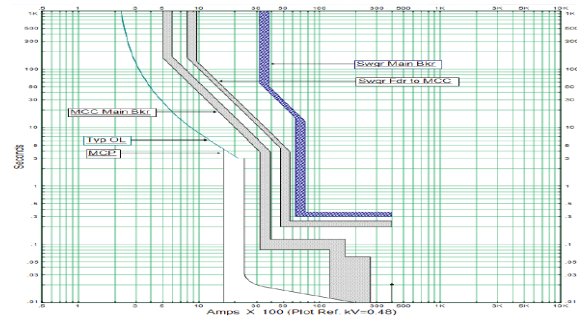 1K
3K
5K
10K
.5
1
3
5
10
30
50
100
300
500
1K
500
300
100
50
30
10
5
3
1
.5
.3
.1
.05
.03
.01
Seconds
Swgr Main Bkr
Swgr Fdr to MCC
MCC Main Bkr
Typ OL
MCP
Amps X 100 (Plot Ref. kV=0.48)